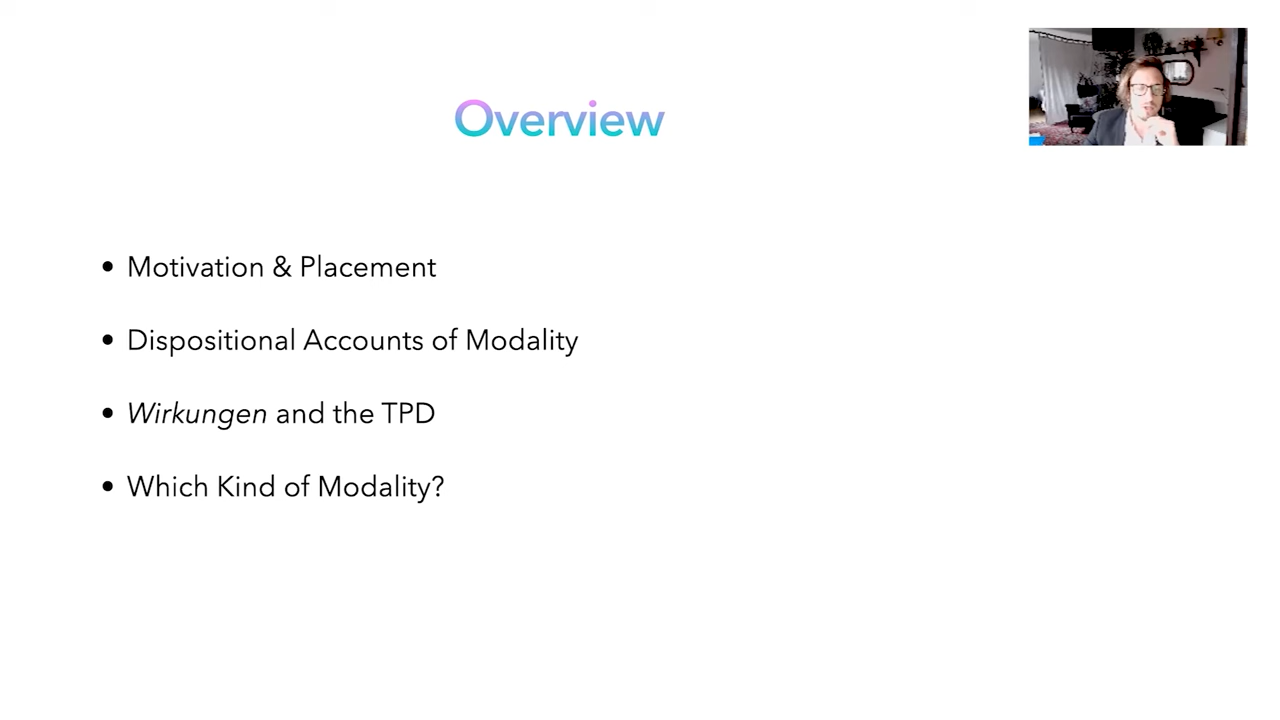 Overview
• Motivation & Placement
• Dispositional Accounts of Modality
• Wirkungen and the TPD
• Which Kind of Modality?